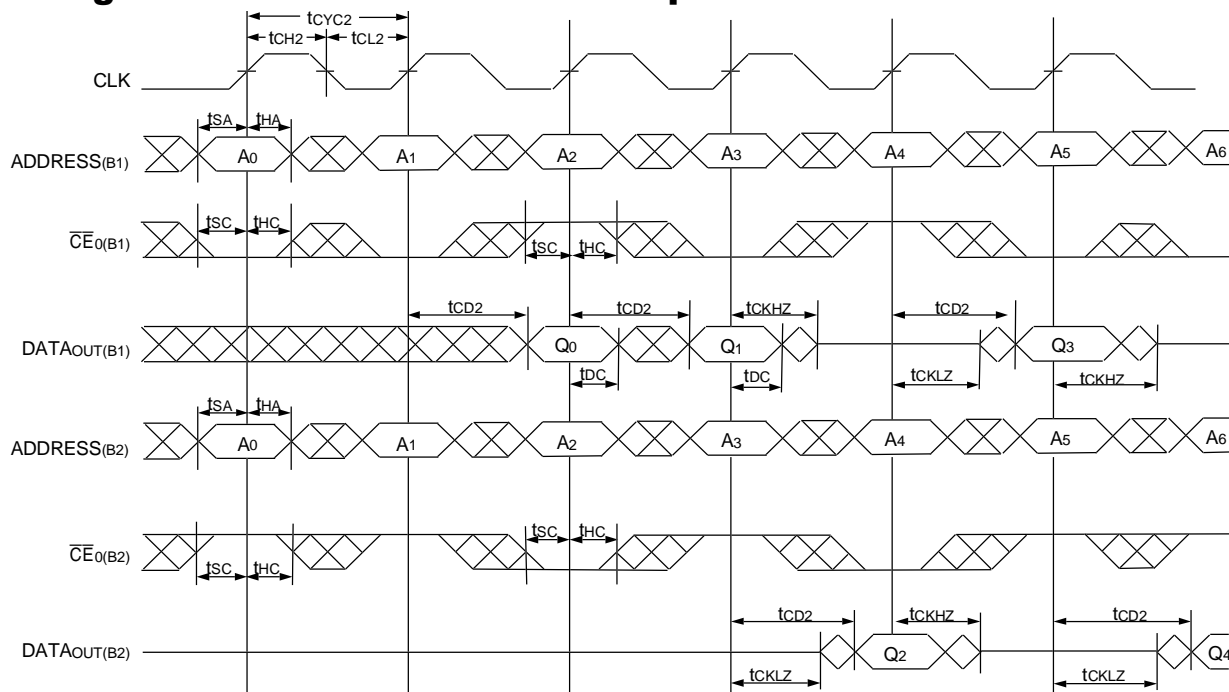 tCYC2
tCH2 tCL2
CLK
tSA tHA
ADDRESS(B1) A0 A1 A2 A3 A4 A5 A6
tSC tHC tSC tHC
CE0(B1)
tCD2 tCD2 tCKHZ tCD2
DATAOUT(B1) Q0 Q1 Q3
tDC tDC tCKLZ tCKHZ
tSA tHA
ADDRESS(B2) A0 A1 A2 A3 A4 A5 A6
tSC tHC
CE0(B2)
tSC tHC
tCD2 tCKHZ tCD2
DATAOUT(B2) Q2 Q4
tCKLZ tCKLZ